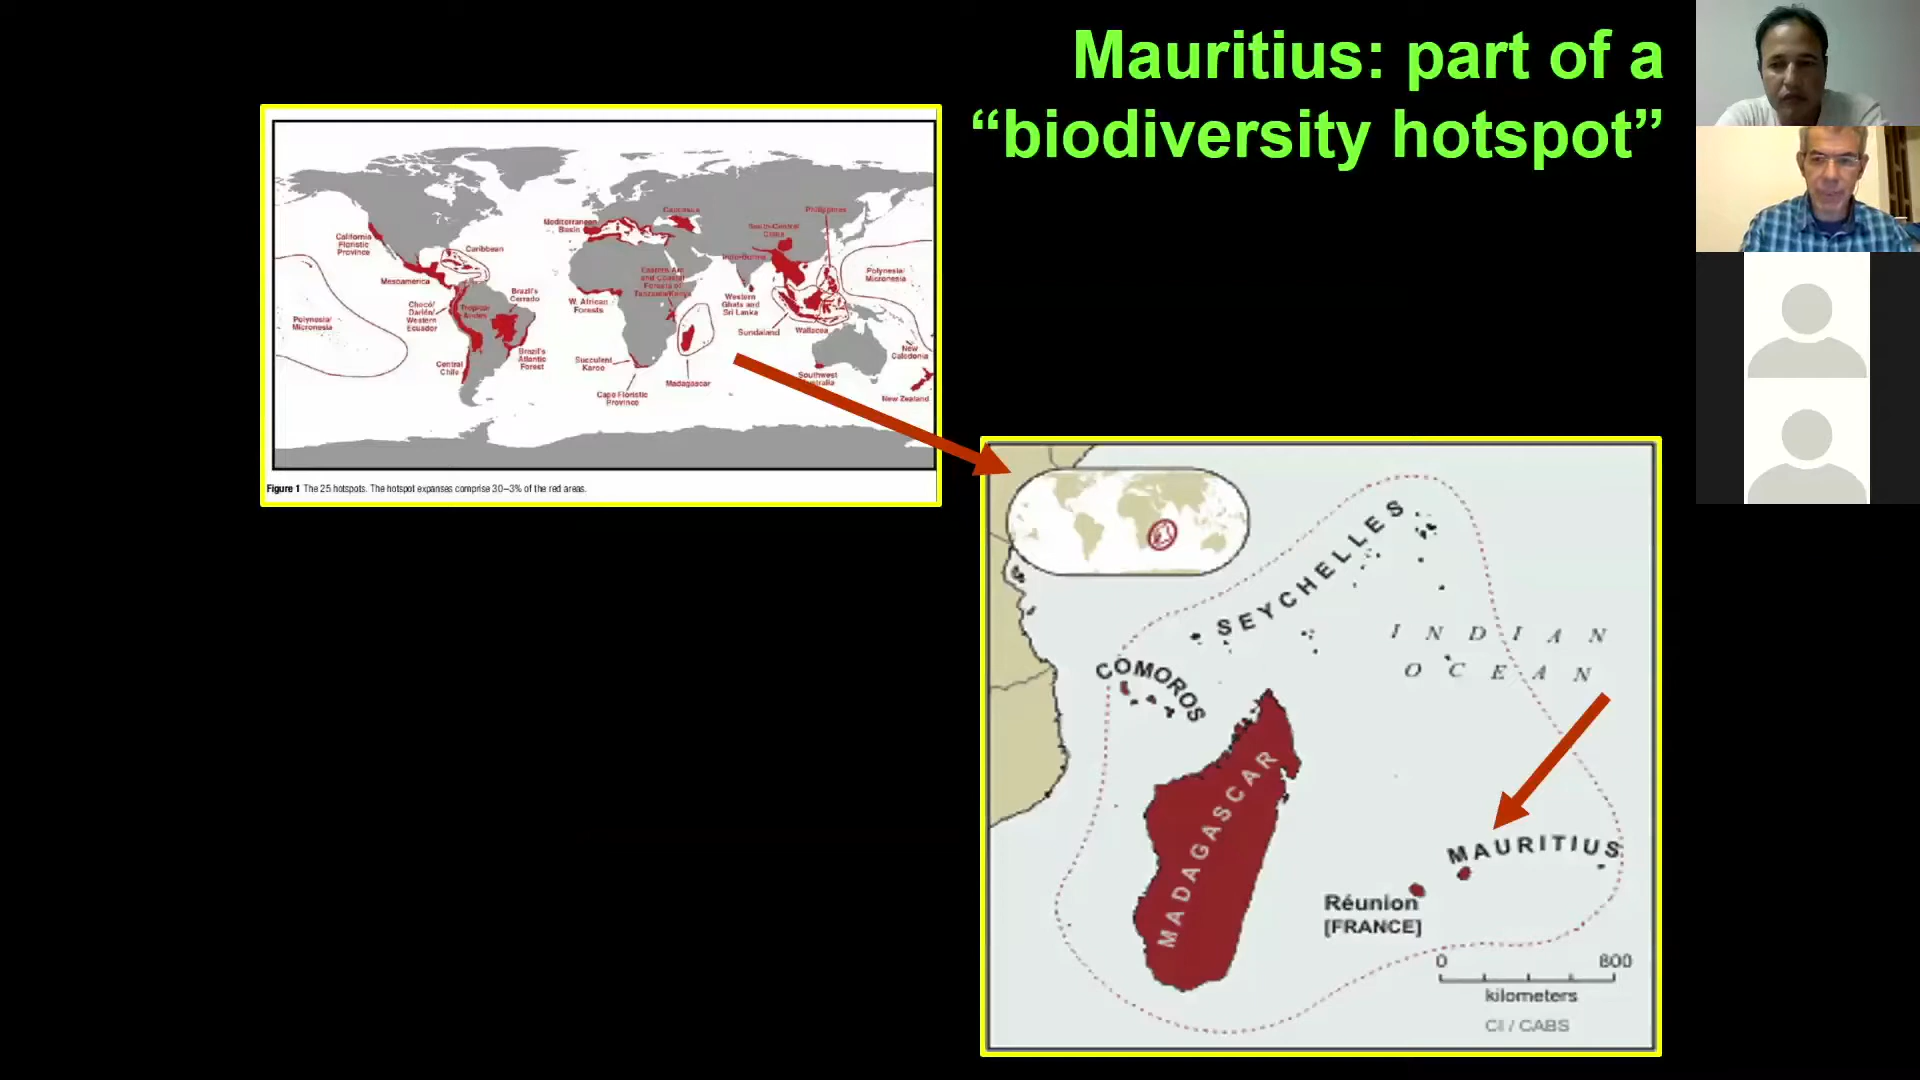 Mauritius: part of a
“biodiversity hotspot”
California
Floristic
Province
Caribbean
Mesoamerica
Chocó/
Darién/
Western
Ecuador
Tropical
Andes
Brazil's
Cerrado
Brazil's
Atlantic
Forest
Central
Chile
Polynesia/
Micronesia
Mediterranean
Basin
Caucasus
W. African
Forests
Eastern Arc
and Coastal
Forests of
Tanzania/Kenya
Succulent
Karoo
Cape Floristic
Province
Madagascar
Western
Ghats and
Sri Lanka
Indo-Burma
South-Central
China
Philippines
Sundaland
Wallacea
Polynesia/
Micronesia
New
Caledonia
Southwest
New Zealand
Figure 1 The 25 hotspots. The hotspot expanses comprise 30–3% of the red areas.
SEYCHELLES
INDIAN
OCEAN
COMOROS
MADAGASCAR
MAURITIUS
Réunion
[FRANCE]
0 800
kilometers
CI / CABS